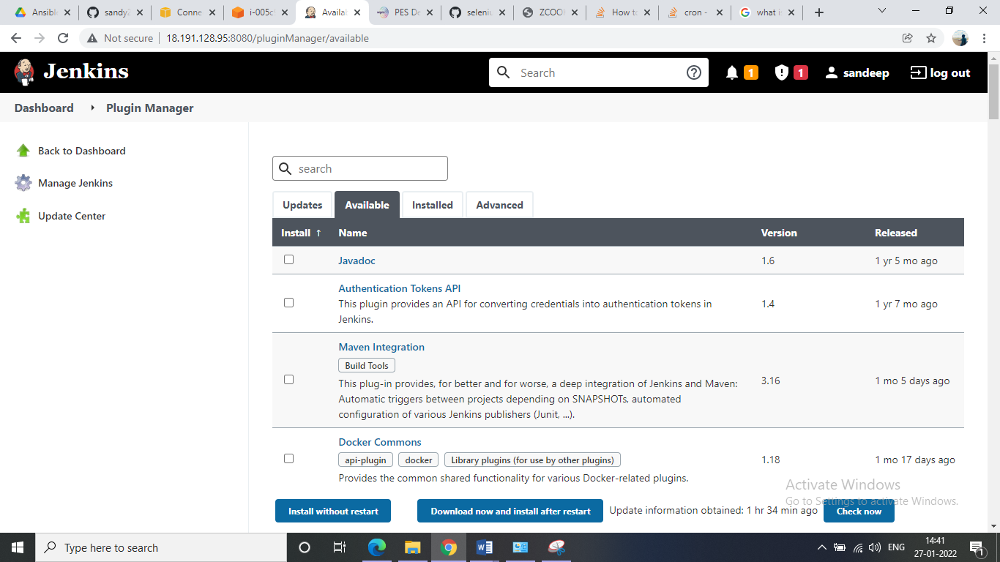 Ansible
sandy2
Conne
i-005c
Availa
PES De
seleniu
ZCOO
How to
cron -
what is
Not secure
18.191.128.95:8080/pluginManager/available
Jenkins
Search
1
1
sandeep
log out
Dashboard
Plugin Manager
Back to Dashboard
Manage Jenkins
Update Center
search
Updates
Available
Installed
Advanced
Install ↑ Name Version Released
Javadoc 1.6 1 yr 5 mo ago
Authentication Tokens API
This plugin provides an API for converting credentials into authentication tokens in
Jenkins.
1.4 1 yr 7 mo ago
Maven Integration
Build Tools
This plug-in provides, for better and for worse, a deep integration of Jenkins and Maven:
Automatic triggers between projects depending on SNAPSHOTs, automated
configuration of various Jenkins publishers (Junit, ...).
3.16 1 mo 5 days ago
Docker Commons
api-plugin docker Library plugins (for use by other plugins)
Provides the common shared functionality for various Docker-related plugins.
1.18 1 mo 17 days ago
Activate Windows
Go to Settings to activate Windows.
Install without restart
Download now and install after restart
Update information obtained: 1 hr 34 min ago
Check now
Type here to search
ENG
14:41
27-01-2022
1